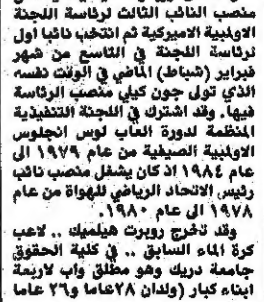 منصب النائب الثالث لرئاسة اللجنة
الاولمبية الاميركية ثم انتخب نائبا اول
لرئاسة اللجنة في التاسع من شهر
فبراير (شباط) الماضي في الوقت نفسه
الذي تولى جون كيلي منصب الرئاسة
فيها. وقد اشترك في اللجنة التنفيذية
المنظمة لدورة العاب لوس انجلوس
الاولمبية الصيفية من عام ١٩٧٩ الى
عام ١٩٨٤ اذ كان يشغل منصب نائب
رئيس الاتحاد الرياضي للهواة من عام
١٩٧٨ الى عام ١٩٨٠.
وقد تخرج روبرت هيلميك .. لاعب
كرة الماء السابق .. في كلية الحقوق
جامعة دريك وهو مطلق واب لاربعة
ابناء كبار (ولدان ٢٨ عاما و٢٦ عاما